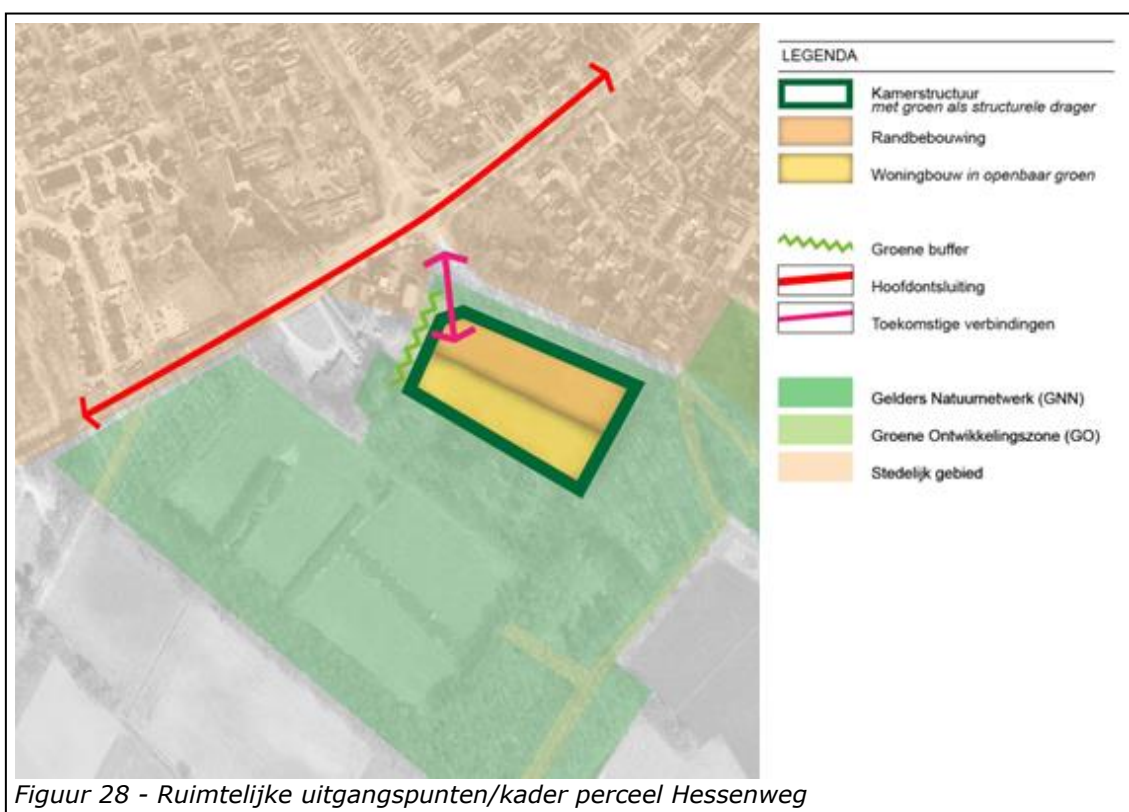 LEGENDA
Kamerstructuur
met groen als structurele drager
Randbebouwing
Woningbouw in openbaar groen
Groene buffer
Hoofdontsluiting
Toekomstige verbindingen
Gelders Natuurnetwerk (GNN)
Groene Ontwikkelingszone (GO)
Stedelijk gebied
Figuur 28 - Ruimtelijke uitgangspunten/kader perceel Hessenweg